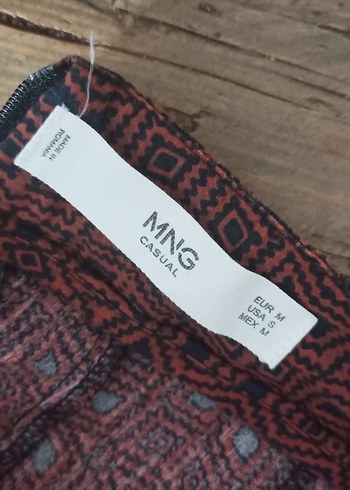 MADE IN
ROMANIA
MNG
CASUAL
EUR M
USA S
MEX. M